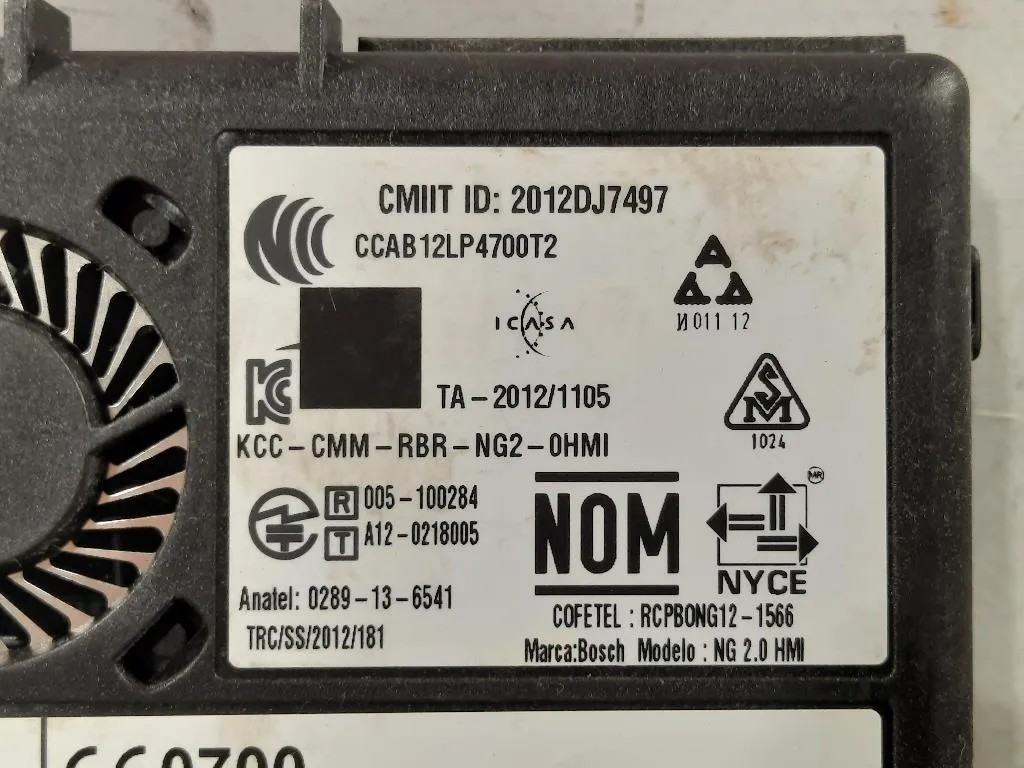 CMIIT ID: 2012DJ7497
CCAB12LP4700T2
ICASA
И011 12
TA-2012/1105
1024
KCC-CMM-RBR-NG2-0HMI
R 005-100284
T A12-0218005
NOM
MR
NYCE
Anatel: 0289-13-6541
COFETEL : RCPBONG12-1566
TRC/SS/2012/181
Marca:Bosch Modelo : NG 2.0 HMI